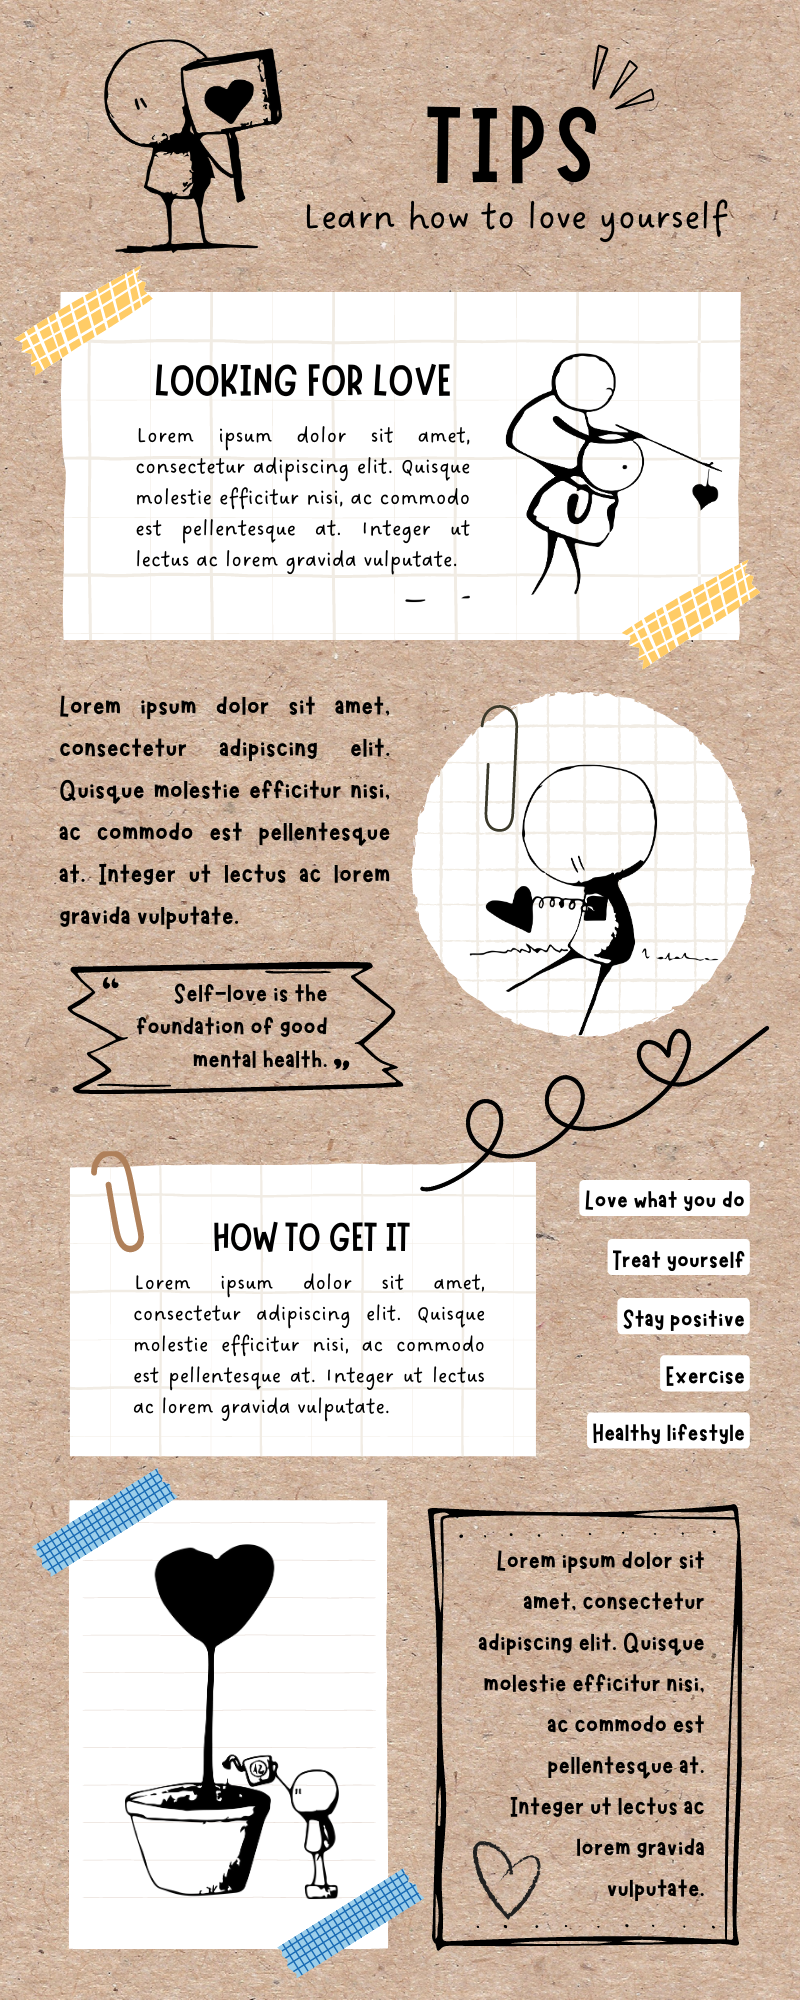 TIPS
Learn how to love yourself
LOOKING FOR LOVE
Lorem ipsum dolor sit amet,
consectetur adipiscing elit. Quisque
molestie efficitur nisi, ac commodo
est pellentesque at. Integer ut
lectus ac lorem gravida vulputate.
Lorem ipsum dolor sit amet,
consectetur adipiscing elit.
Quisque molestie efficitur nisi,
ac commodo est pellentesque
at. Integer ut lectus ac lorem
gravida vulputate.
“ Self-love is the
foundation of good
mental health. ”
HOW TO GET IT
Lorem ipsum dolor sit amet,
consectetur adipiscing elit. Quisque
molestie efficitur nisi, ac commodo
est pellentesque at. Integer ut lectus
ac lorem gravida vulputate.
Love what you do
Treat yourself
Stay positive
Exercise
Healthy lifestyle
Lorem ipsum dolor sit
amet, consectetur
adipiscing elit. Quisque
molestie efficitur nisi,
ac commodo est
pellentesque at.
Integer ut lectus ac
lorem gravida
vulputate.